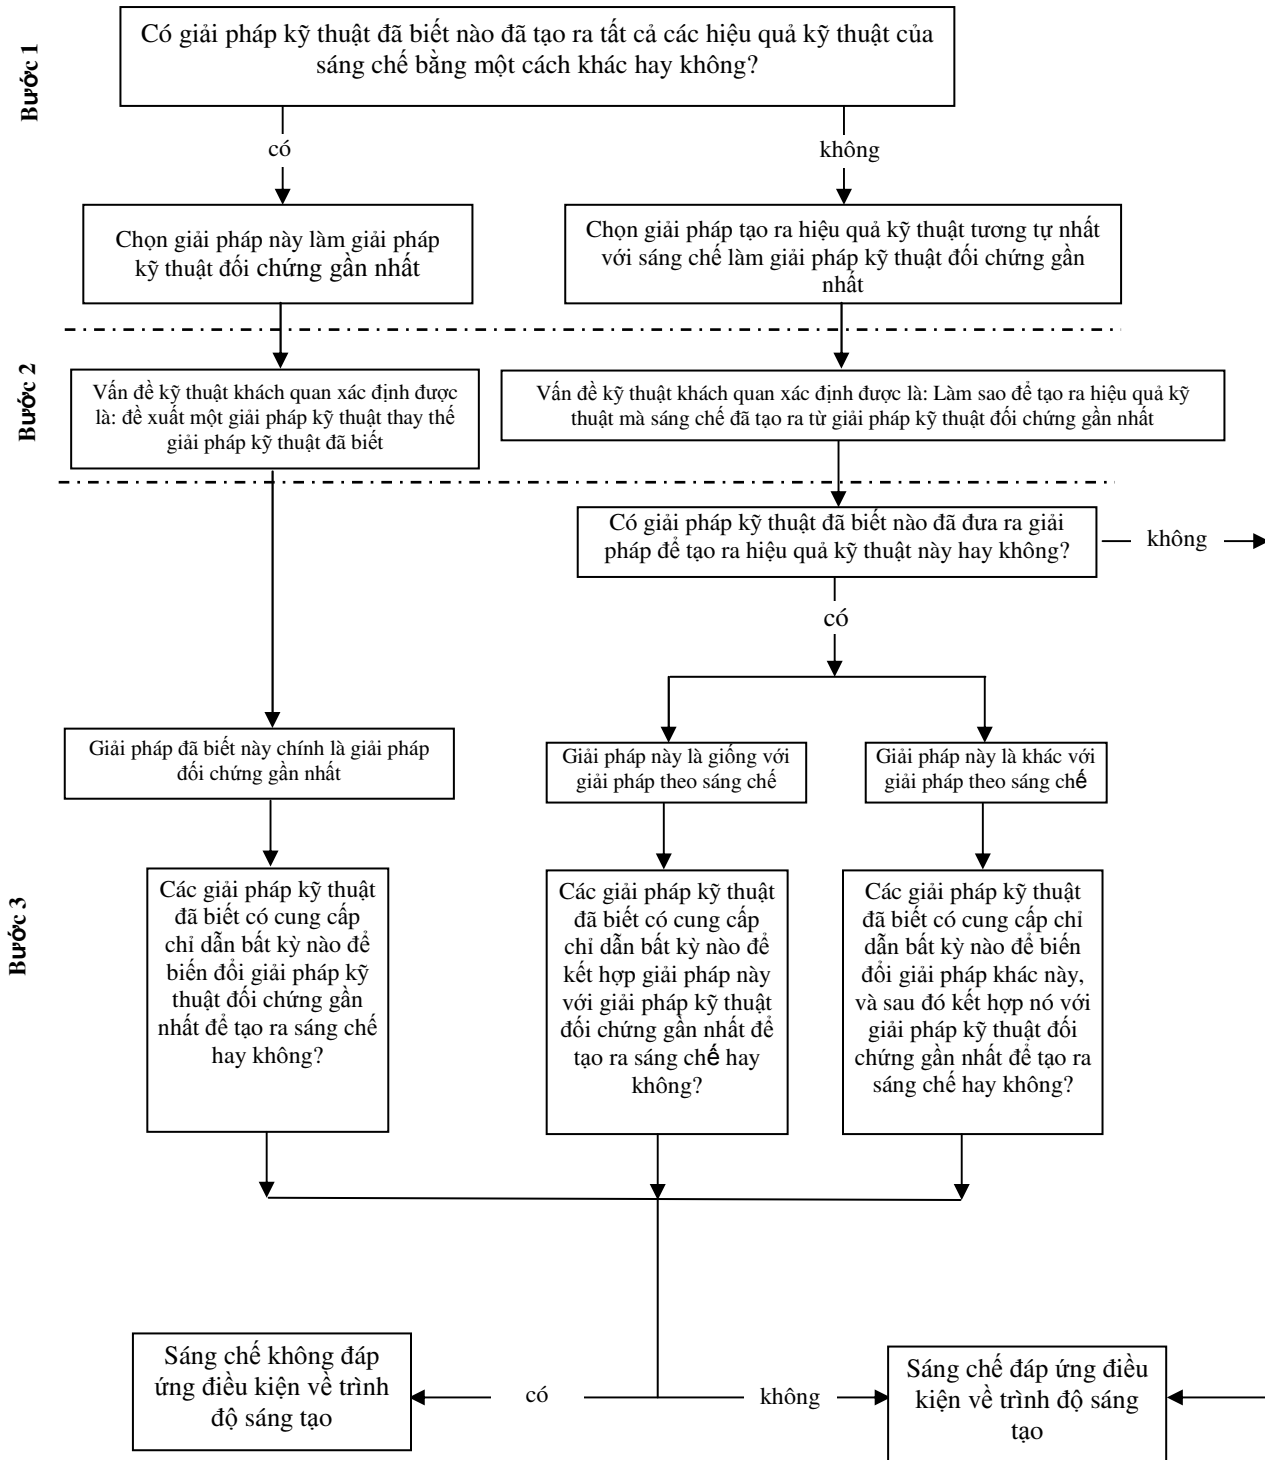 Bước 1
Có giải pháp kỹ thuật đã biết nào đã tạo ra tất cả các hiệu quả kỹ thuật của
sáng chế bằng một cách khác hay không?
có
không
Chọn giải pháp này làm giải pháp
kỹ thuật đối chứng gần nhất
Chọn giải pháp tạo ra hiệu quả kỹ thuật tương tự nhất
với sáng chế làm giải pháp kỹ thuật đối chứng gần
nhất
Bước 2
Vấn đề kỹ thuật khách quan xác định được
là: đề xuất một giải pháp kỹ thuật thay thế
giải pháp kỹ thuật đã biết
Vấn đề kỹ thuật khách quan xác định được là: Làm sao để tạo ra hiệu quả kỹ
thuật mà sáng chế đã tạo ra từ giải pháp kỹ thuật đối chứng gần nhất
Có giải pháp kỹ thuật đã biết nào đã đưa ra giải
pháp để tạo ra hiệu quả kỹ thuật này hay không?
không
có
Bước 3
Giải pháp đã biết này chính là giải pháp
đối chứng gần nhất
Giải pháp này là giống với
giải pháp theo sáng chế
Giải pháp này là khác với
giải pháp theo sáng chế
Các giải pháp kỹ thuật
đã biết có cung cấp
chỉ dẫn bất kỳ nào để
biến đổi giải pháp kỹ
thuật đối chứng gần
nhất để tạo ra sáng chế
hay không?
Các giải pháp kỹ thuật
đã biết có cung cấp
chỉ dẫn bất kỳ nào để
kết hợp giải pháp này
với giải pháp kỹ thuật
đối chứng gần nhất để
tạo ra sáng chế hay
không?
Các giải pháp kỹ thuật
đã biết có cung cấp chỉ
dẫn bất kỳ nào để biến
đổi giải pháp khác này,
và sau đó kết hợp nó với
giải pháp kỹ thuật đối
chứng gần nhất để tạo ra
sáng chế hay không?
Sáng chế không đáp
ứng điều kiện về trình
độ sáng tạo
có
không
Sáng chế đáp ứng điều
kiện về trình độ sáng
tạo